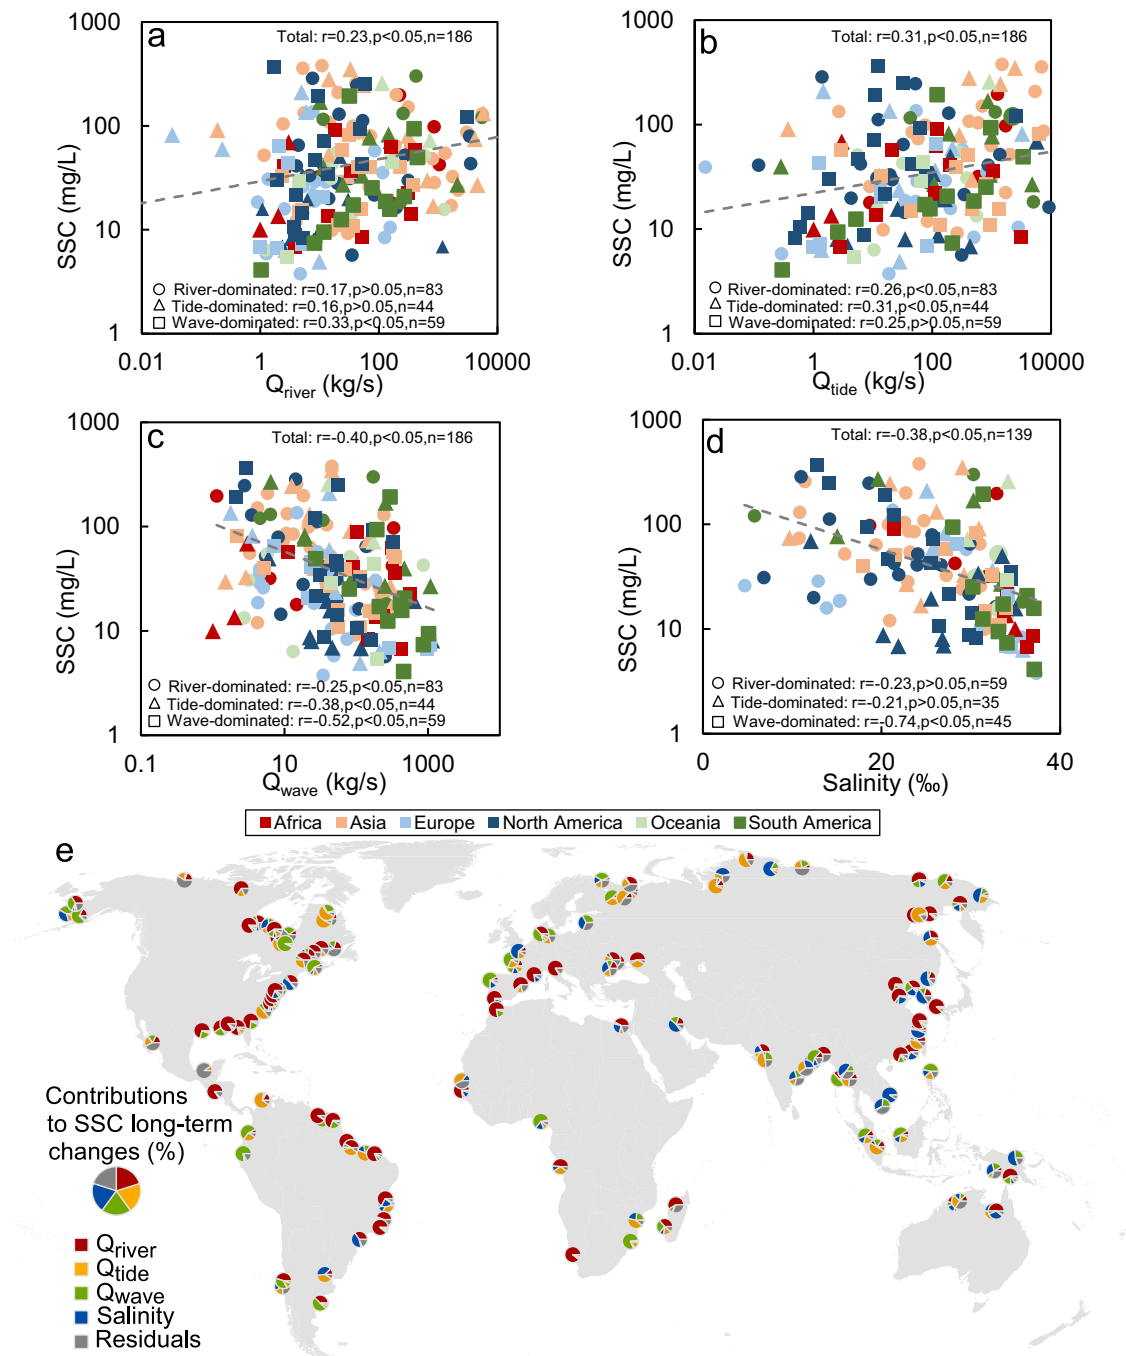 a
Total: r=0.23,p<0.05,n=186
1000
100
10
1
SSC (mg/L)
River-dominated: r=0.17,p>0.05,n=83
Tide-dominated: r=0.16,p>0.05,n=44
Wave-dominated: r=0.33,p<0.05,n=59
0.01 1 100 10000
Qriver (kg/s)
b
Total: r=0.31,p<0.05,n=186
1000
100
10
1
SSC (mg/L)
River-dominated: r=0.26,p<0.05,n=83
Tide-dominated: r=0.31,p<0.05,n=44
Wave-dominated: r=0.25,p>0.05,n=59
0.01 1 100 10000
Qtide (kg/s)
c
Total: r=-0.40,p<0.05,n=186
1000
100
10
1
SSC (mg/L)
River-dominated: r=-0.25,p<0.05,n=83
Tide-dominated: r=-0.38,p<0.05,n=44
Wave-dominated: r=-0.52,p<0.05,n=59
0.1 10 1000
Qwave (kg/s)
d
Total: r=-0.38,p<0.05,n=139
1000
100
10
1
SSC (mg/L)
River-dominated: r=-0.23,p>0.05,n=59
Tide-dominated: r=-0.21,p>0.05,n=35
Wave-dominated: r=-0.74,p<0.05,n=45
0 20 40
Salinity (‰)
Africa Asia Europe North America Oceania South America
e
Contributions
to SSC long-term
changes (%)
Qriver
Qtide
Qwave
Salinity
Residuals